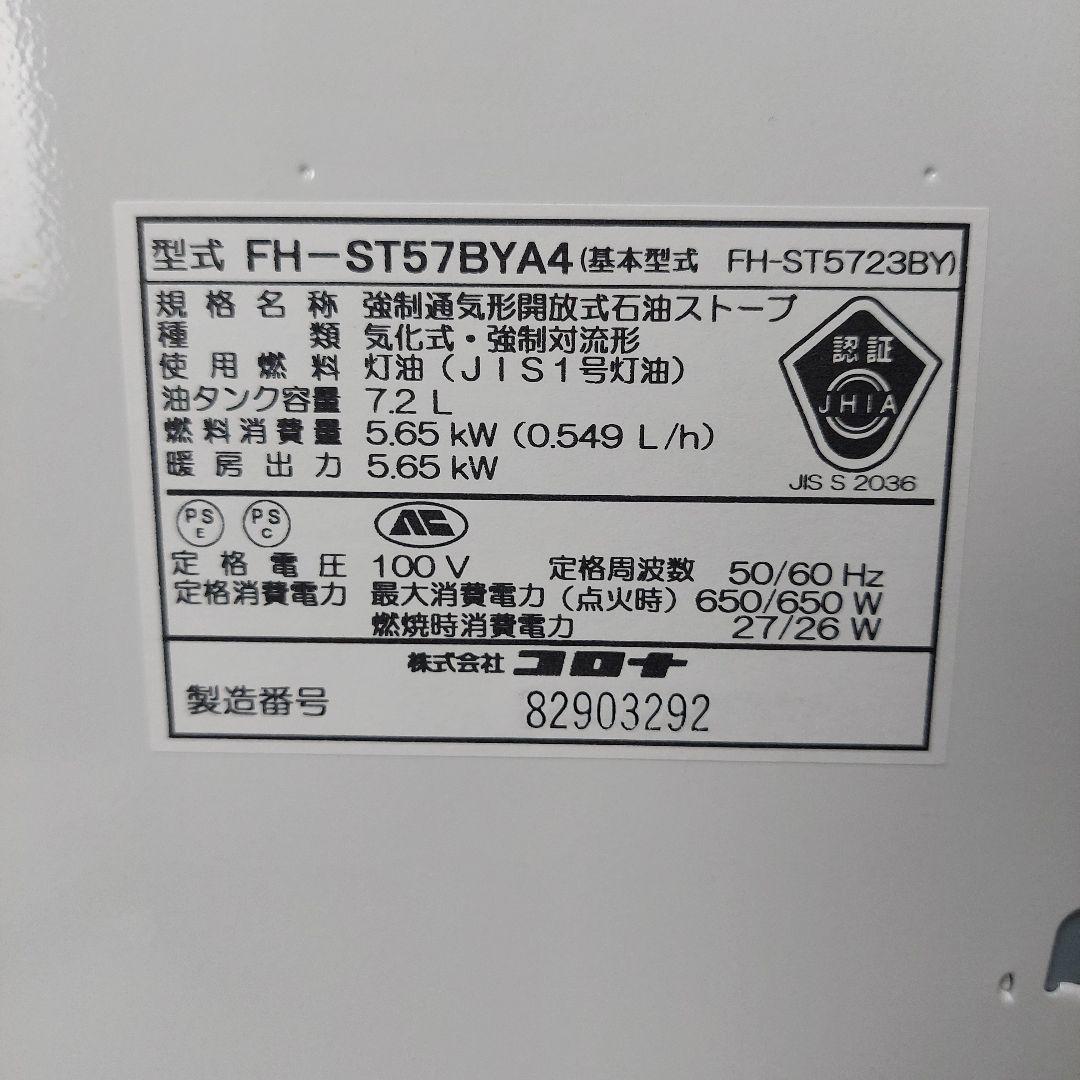 型式 FH-ST57BYA4(基本型式 FH-ST5723BY)
規格名称 強制通気形開放式石油ストーブ
種類 気化式・強制対流形
使用燃料 灯油(JIS1号灯油)
油タンク容量 7.2 L
燃料消費量 5.65 kW (0.549 L/h)
暖房出力 5.65 kW
認証
JHIA
JIS S 2036
PS E PS C
定格電圧 100 V 定格周波数 50/60 Hz
定格消費電力 最大消費電力(点火時) 650/650 W
燃焼時消費電力 27/26 W
株式会社 コロナ
製造番号 82903292